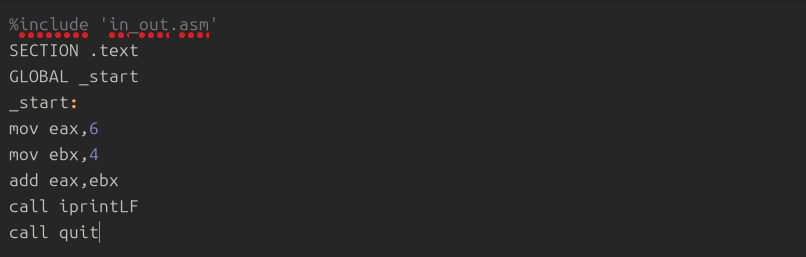 %include 'in_out.asm'
SECTION .text
GLOBAL _start
_start:
mov eax,6
mov ebx,4
add eax,ebx
call iprintLF
call quit